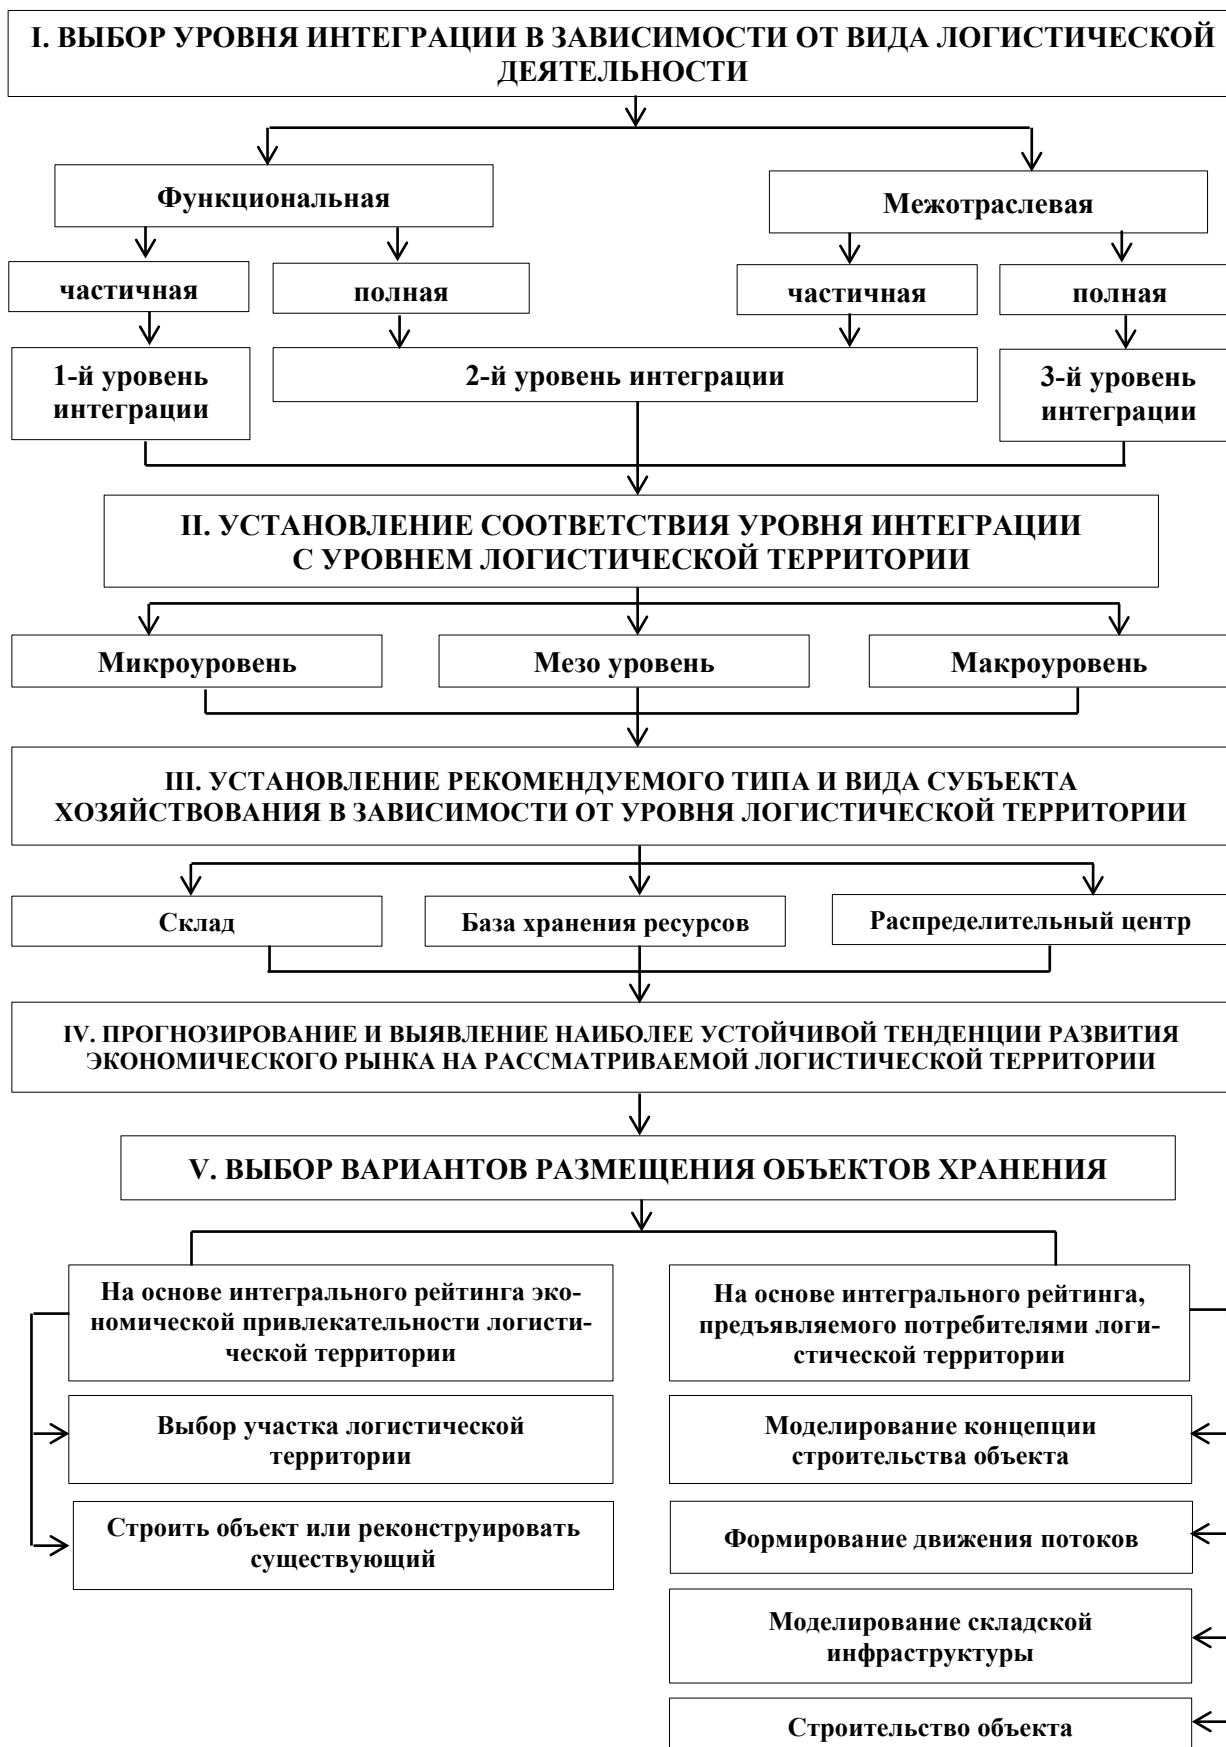 I. ВЫБОР УРОВНЯ ИНТЕГРАЦИИ В ЗАВИСИМОСТИ ОТ ВИДА ЛОГИСТИЧЕСКОЙ
ДЕЯТЕЛЬНОСТИ
Функциональная
Межотраслевая
частичная
полная
частичная
полная
1-й уровень
интеграции
2-й уровень интеграции
3-й уровень
интеграции
II. УСТАНОВЛЕНИЕ СООТВЕТСТВИЯ УРОВНЯ ИНТЕГРАЦИИ
С УРОВНЕМ ЛОГИСТИЧЕСКОЙ ТЕРРИТОРИИ
Микроуровень
Мезо уровень
Макроуровень
III. УСТАНОВЛЕНИЕ РЕКОМЕНДУЕМОГО ТИПА И ВИДА СУБЪЕКТА
ХОЗЯЙСТВОВАНИЯ В ЗАВИСИМОСТИ ОТ УРОВНЯ ЛОГИСТИЧЕСКОЙ ТЕРРИТОРИИ
Склад
База хранения ресурсов
Распределительный центр
IV. ПРОГНОЗИРОВАНИЕ И ВЫЯВЛЕНИЕ НАИБОЛЕЕ УСТОЙЧИВОЙ ТЕНДЕНЦИИ РАЗВИТИЯ
ЭКОНОМИЧЕСКОГО РЫНКА НА РАССМАТРИВАЕМОЙ ЛОГИСТИЧЕСКОЙ ТЕРРИТОРИИ
V. ВЫБОР ВАРИАНТОВ РАЗМЕЩЕНИЯ ОБЪЕКТОВ ХРАНЕНИЯ
На основе интегрального рейтинга эко-
номической привлекательности логисти-
ческой территории
Выбор участка логистической
территории
Строить объект или реконструировать
существующий
На основе интегрального рейтинга,
предъявляемого потребителями логи-
стической территории
Моделирование концепции
строительства объекта
Формирование движения потоков
Моделирование складской
инфраструктуры
Строительство объекта